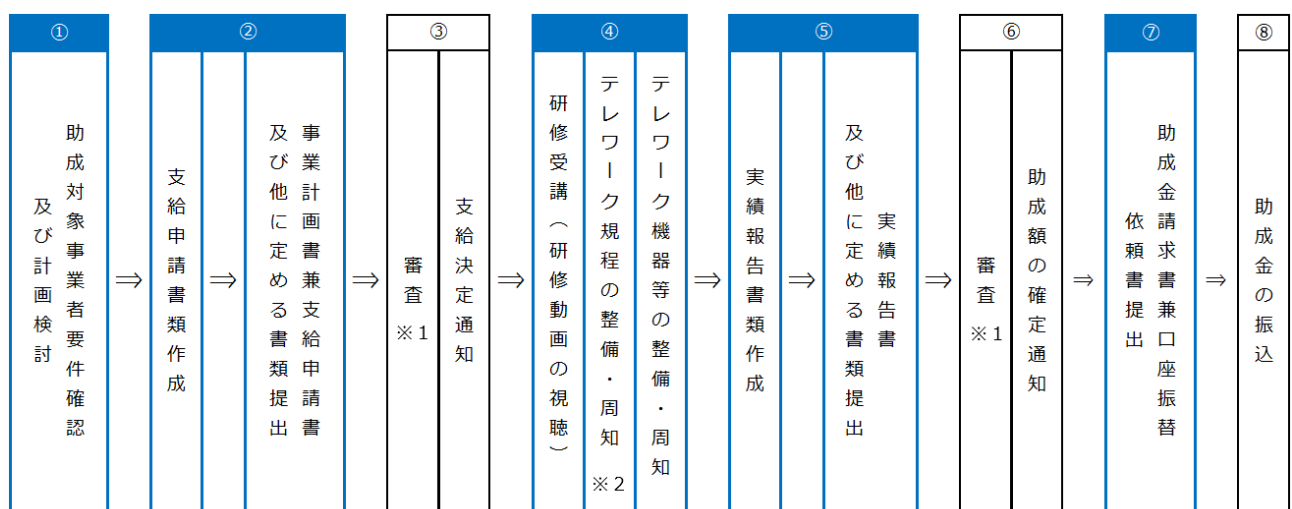 ①
助成対象事業者要件確認
及び計画検討
⇒
②
支給申請書類作成
⇒
事業計画書兼支給申請書
及び他に定める書類提出
⇒
③
審査
※1
支給決定通知
⇒
④
研修受講（研修動画の視聴）
テレワーク規程の整備・周知
※2
テレワーク機器等の整備・周知
⇒
⑤
実績報告書類作成
⇒
実績報告書
及び他に定める書類提出
⇒
⑥
審査
※1
助成額の確定通知
⇒
⑦
助成金請求書兼口座振替
依頼書提出
⇒
⑧
助成金の振込